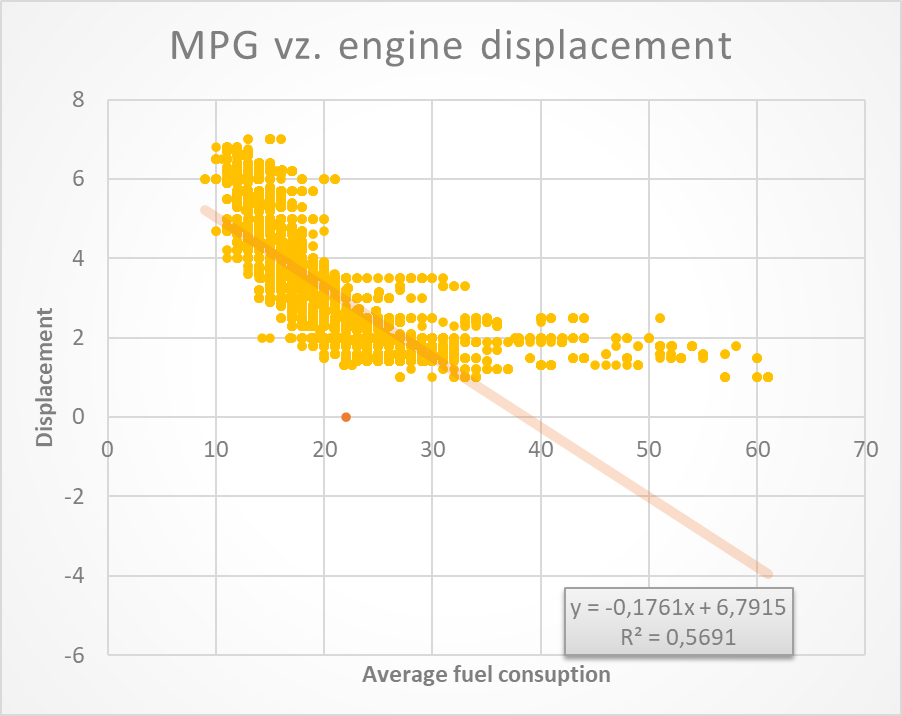 MPG vz. engine displacement
8
6
4
2
0
0 10 20 30 40 50 60 70
-2
-4
-6
Displacement
y = -0,1761x + 6,7915
R² = 0,5691
Average fuel consuption